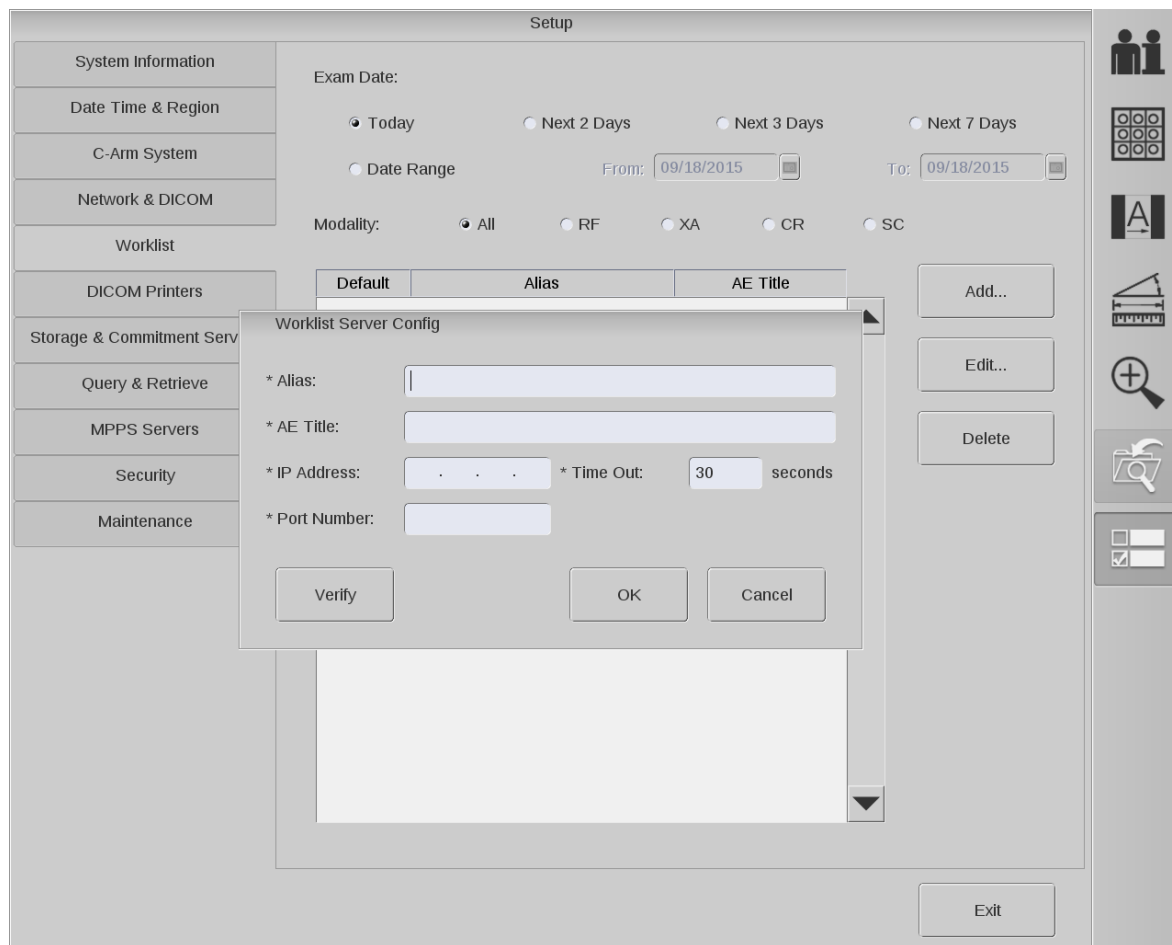 Setup
System Information
Date Time & Region
C-Arm System
Network & DICOM
Worklist
DICOM Printers
Storage & Commitment Serv
Query & Retrieve
MPPS Servers
Security
Maintenance
Exam Date:
Today Next 2 Days Next 3 Days Next 7 Days
Date Range From: 09/18/2015 To: 09/18/2015
Modality: All RF XA CR SC
Default Alias AE Title
Add...
Edit...
Delete
Worklist Server Config
* Alias:
* AE Title:
* IP Address: . . . * Time Out: 30 seconds
* Port Number:
Verify OK Cancel
Exit
A